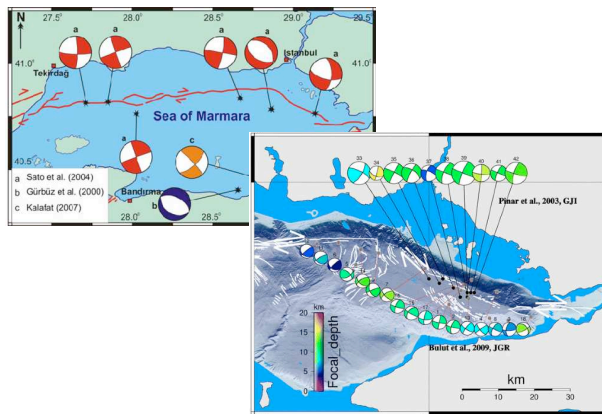 27.5
28.0
28.5
29.0
29.5
N
a
a
a
a
a
Tekirdağ
Istanbul
41.0
41.0
Sea of Marmara
40.5
a
c
a Sato et al. (2004)
b Gürbüz et al. (2000)
c Kalafat (2007)
Bandırma
b
28.0
28.5
33
34
35
36
37
38
39
40
41
42
Pinar et al., 2003, GJI
km
20
15
10
5
0
Focal_depth
Bulut et al., 2009, JGR
km
0
10
20
30